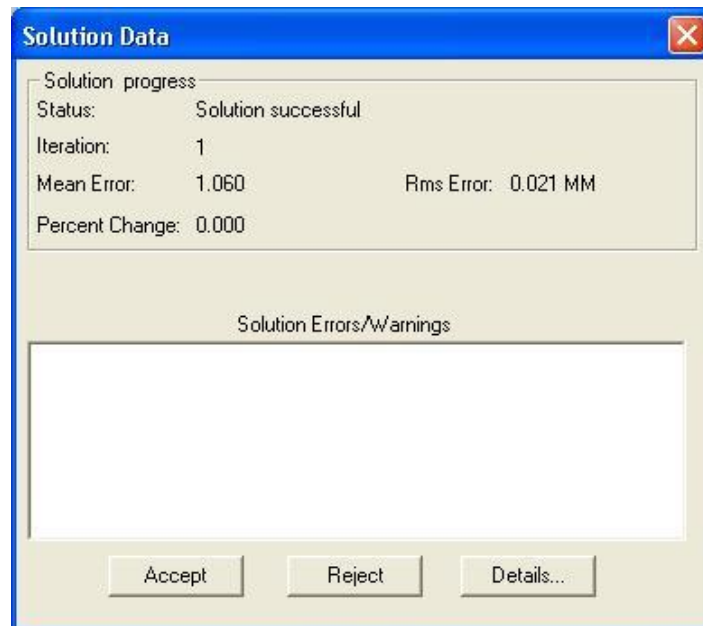 Solution Data
Solution progress
Status: Solution successful
Iteration: 1
Mean Error: 1.060 Rms Error: 0.021 MM
Percent Change: 0.000
Solution Errors/Warnings
Accept Reject Details...